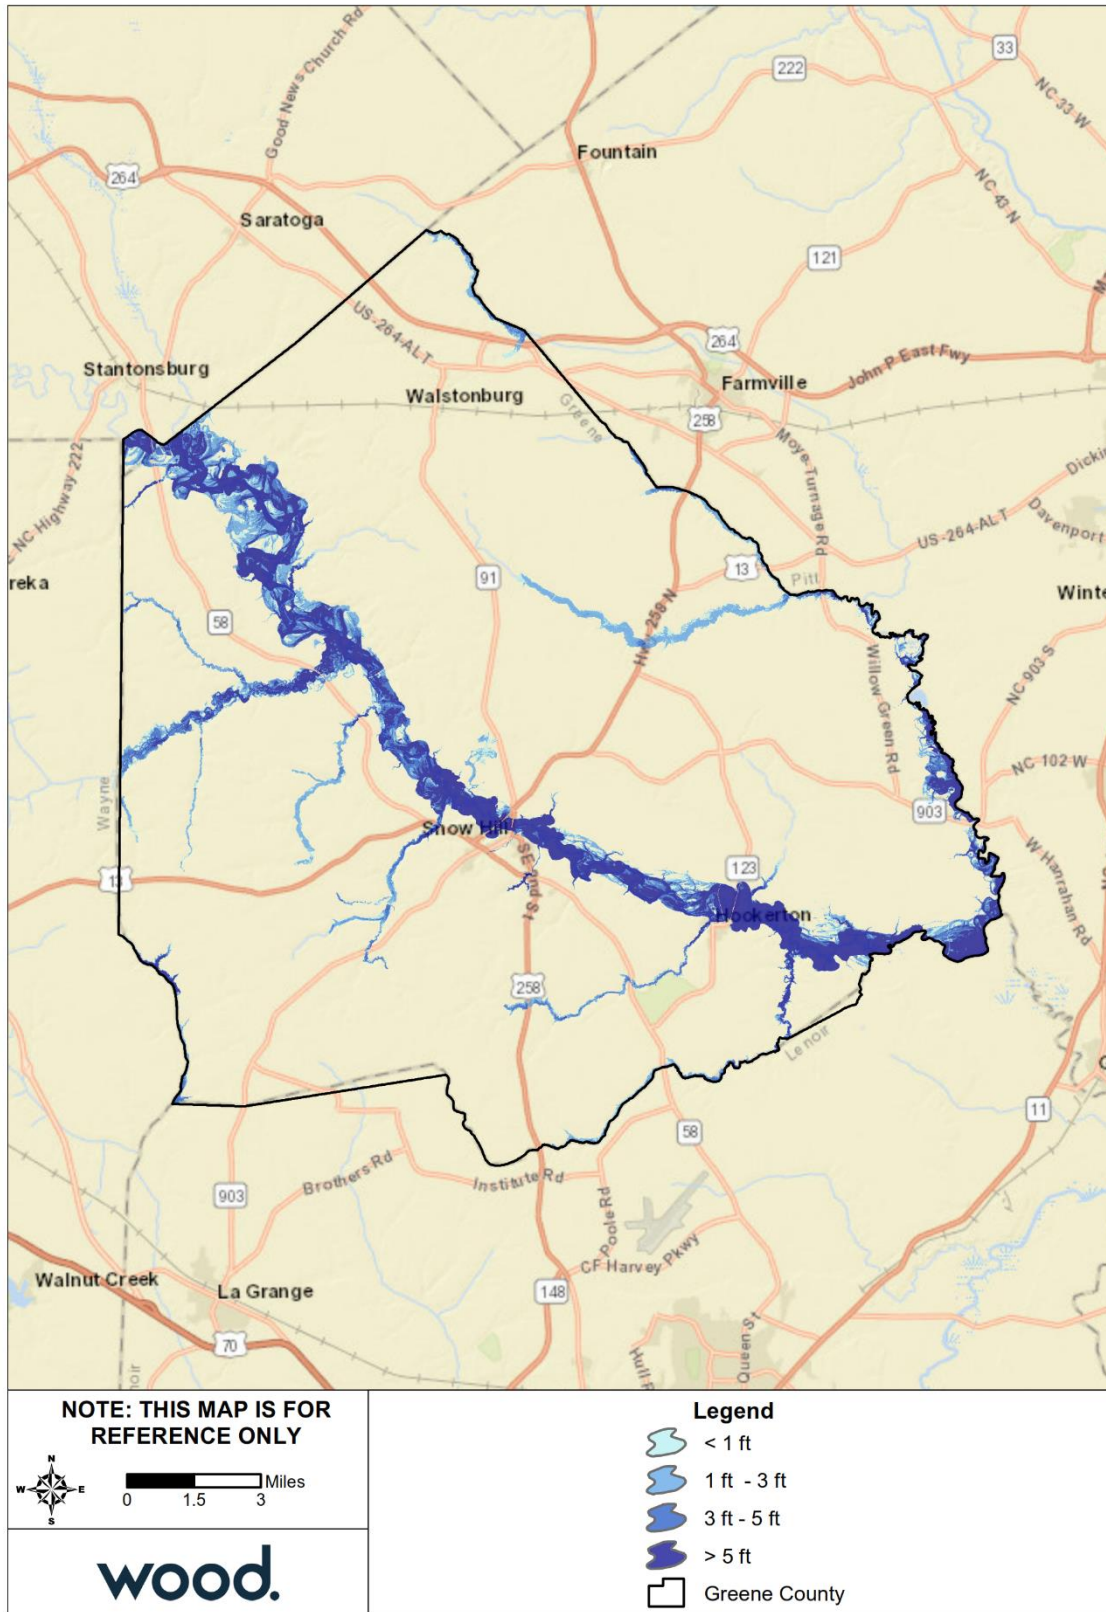 33
222
NC-33 W
Good News Church Rd
Fountain
264
NC-43 N
Saratoga
121
US-264-ALT
264
John P East Fwy
Stantonsburg
Farmville
Walstonburg
Greene
258
NC Highway 222
Moye-Turnage Rd
Dickin
Davenport
US-264-ALT
13
Pitt
91
reka
Winte
58
Hwy 258 N
Willow Green Rd
NC 903 S
NC 102 W
Wayne
903
Snow Hill
W Hanrahan Rd
13
SE 2nd St
123
Hookerton
258
Lenoir
11
58
Brothers Rd
Institute Rd
903
Poole Rd
CF Harvey Pkwy
Walnut Creek
La Grange
148
70
Queen St
noir
Hull R
NOTE: THIS MAP IS FOR
REFERENCE ONLY
N
W E
S
0 1.5 3 Miles
wood.
Legend
< 1 ft
1 ft - 3 ft
3 ft - 5 ft
> 5 ft
Greene County